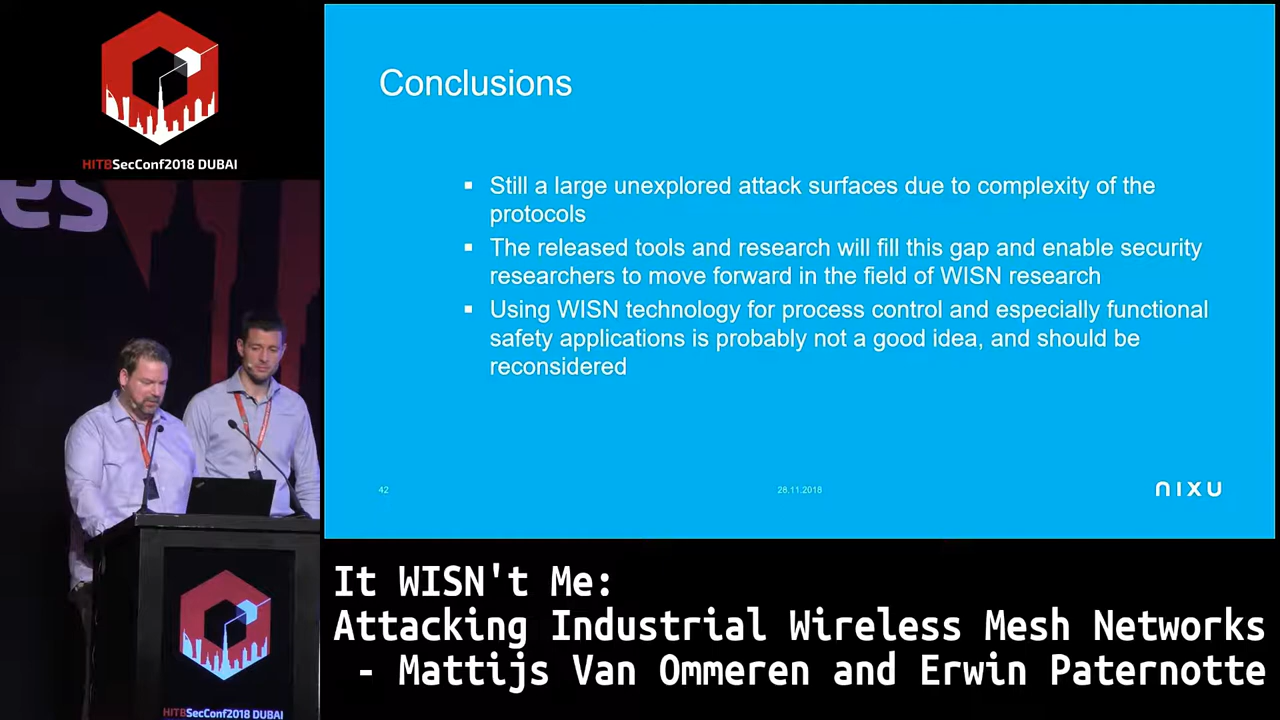 HITBSecConf2018 DUBAI
es
Conclusions
▪ Still a large unexplored attack surfaces due to complexity of the
protocols
▪ The released tools and research will fill this gap and enable security
researchers to move forward in the field of WISN research
▪ Using WISN technology for process control and especially functional
safety applications is probably not a good idea, and should be
reconsidered
42
28.11.2018
nixu
HITBSecConf2018 DUBAI
It WISN't Me:
Attacking Industrial Wireless Mesh Networks
- Mattijs Van Ommeren and Erwin Paternotte